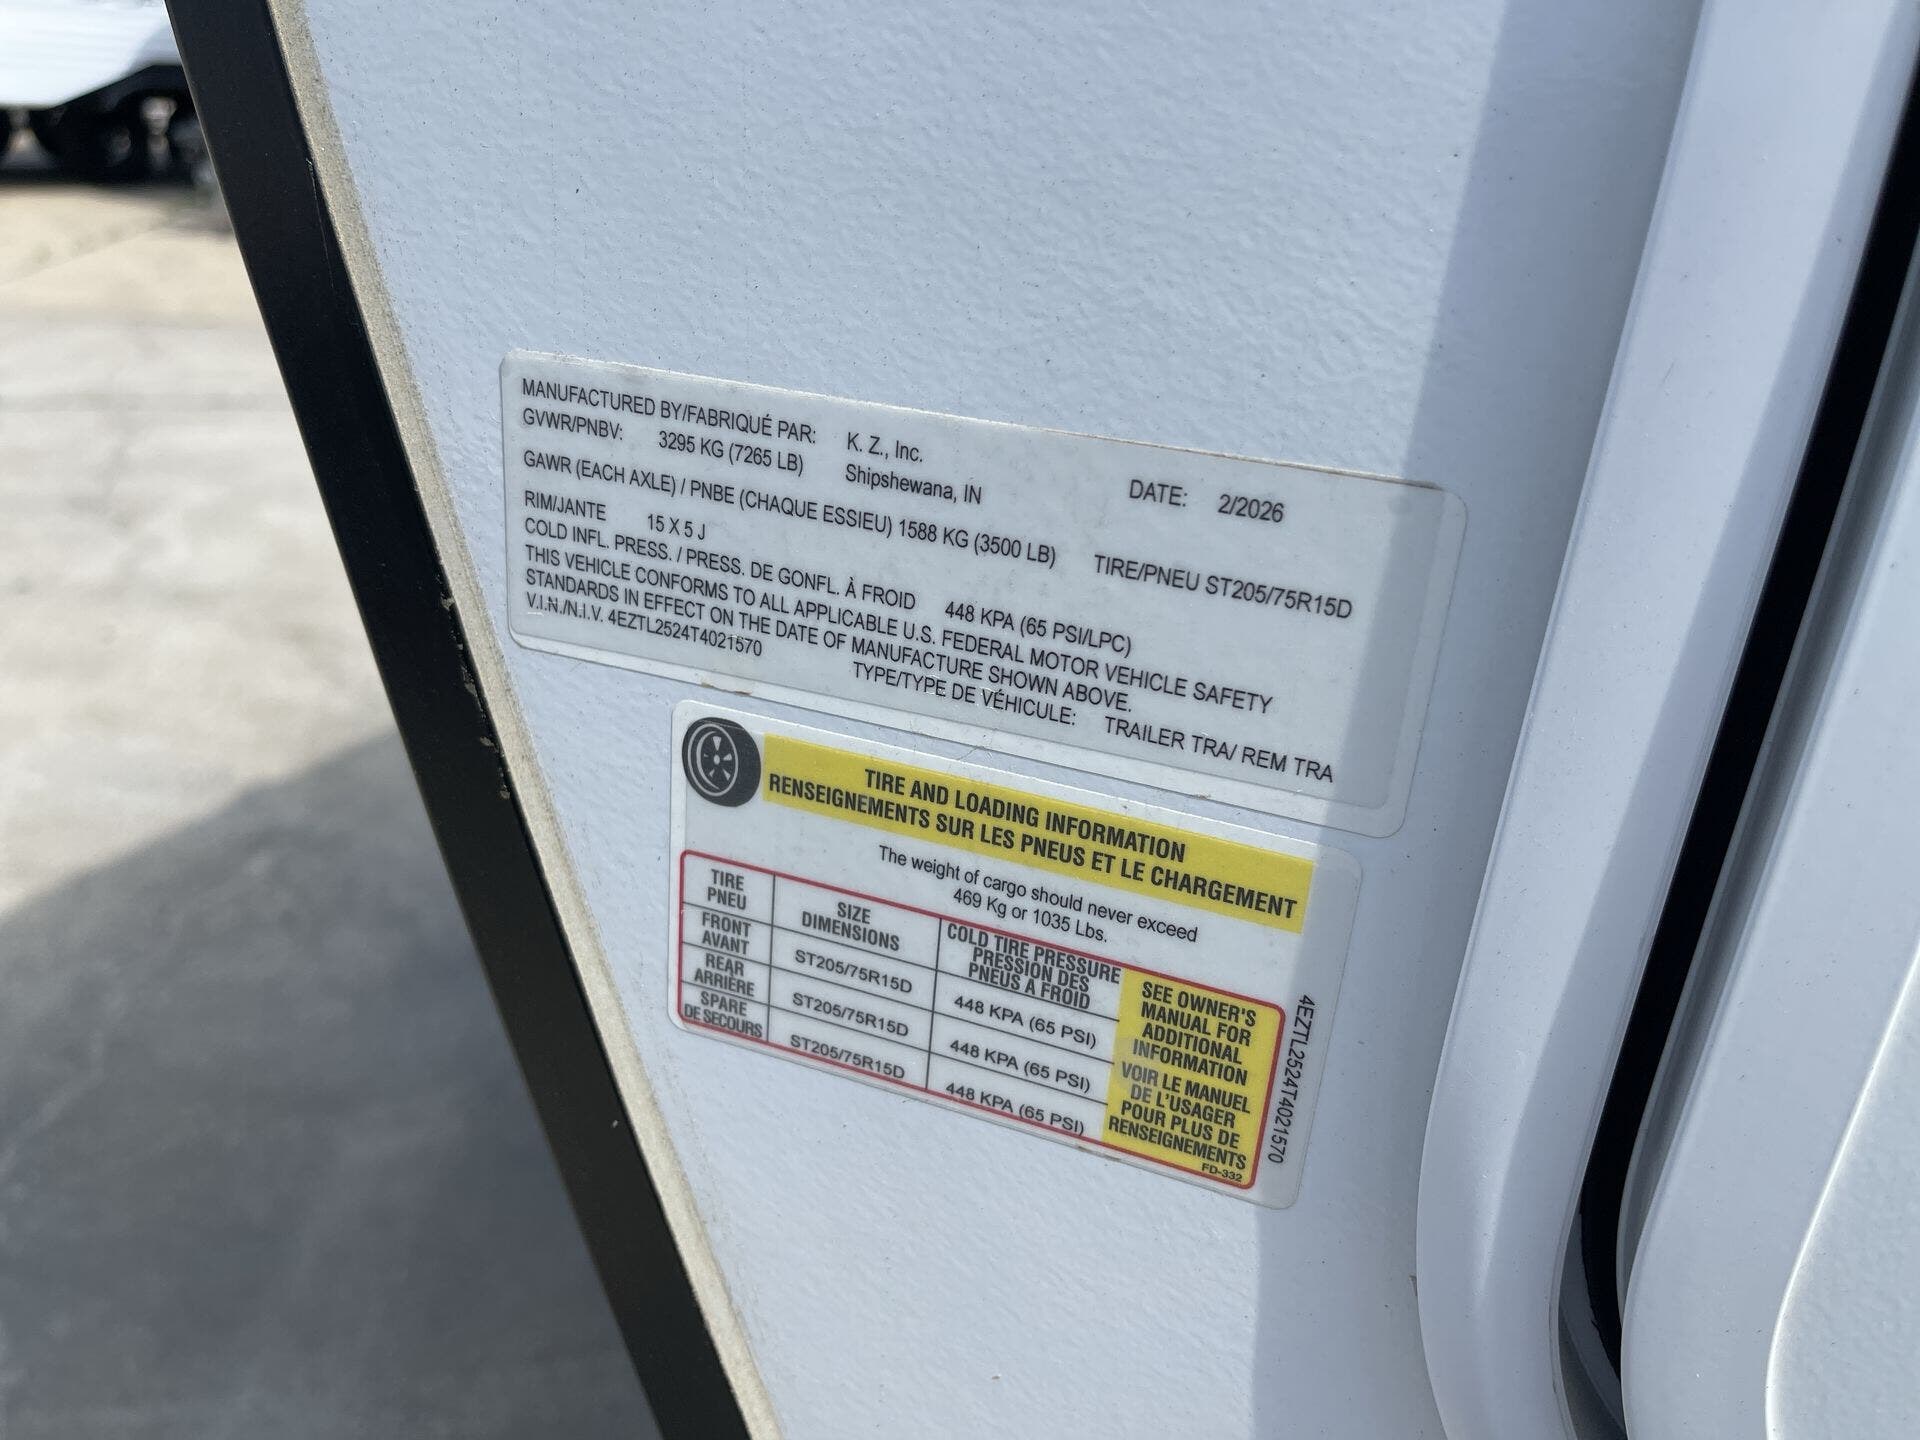 MANUFACTURED BY/FABRIQUÉ PAR: K. Z., Inc. DATE: 2/2026
GVWR/PNBV: 3295 KG (7265 LB) Shipshewana, IN
GAWR (EACH AXLE) / PNBE (CHAQUE ESSIEU) 1588 KG (3500 LB) TIRE/PNEU ST205/75R15D
RIM/JANTE 15 X 5 J
COLD INFL. PRESS. / PRESS. DE GONFL. À FROID 448 KPA (65 PSI/LPC)
THIS VEHICLE CONFORMS TO ALL APPLICABLE U.S. FEDERAL MOTOR VEHICLE SAFETY
STANDARDS IN EFFECT ON THE DATE OF MANUFACTURE SHOWN ABOVE.
V.I.N./N.I.V. 4EZTL2524T4021570 TYPE/TYPE DE VÉHICULE: TRAILER TRA/ REM TRA
TIRE AND LOADING INFORMATION
RENSEIGNEMENTS SUR LES PNEUS ET LE CHARGEMENT
The weight of cargo should never exceed
469 Kg or 1035 Lbs.
TIRE
PNEU
SIZE
DIMENSIONS
COLD TIRE PRESSURE
PRESSION DES
PNEUS A FROID
FRONT
AVANT
ST205/75R15D
448 KPA (65 PSI)
REAR
ARRIÈRE
ST205/75R15D
448 KPA (65 PSI)
SPARE
DE SECOURS
ST205/75R15D
448 KPA (65 PSI)
SEE OWNER'S
MANUAL FOR
ADDITIONAL
INFORMATION
VOIR LE MANUEL
DE L'USAGER
POUR PLUS DE
RENSEIGNEMENTS
FD-332
4EZTL2524T4021570